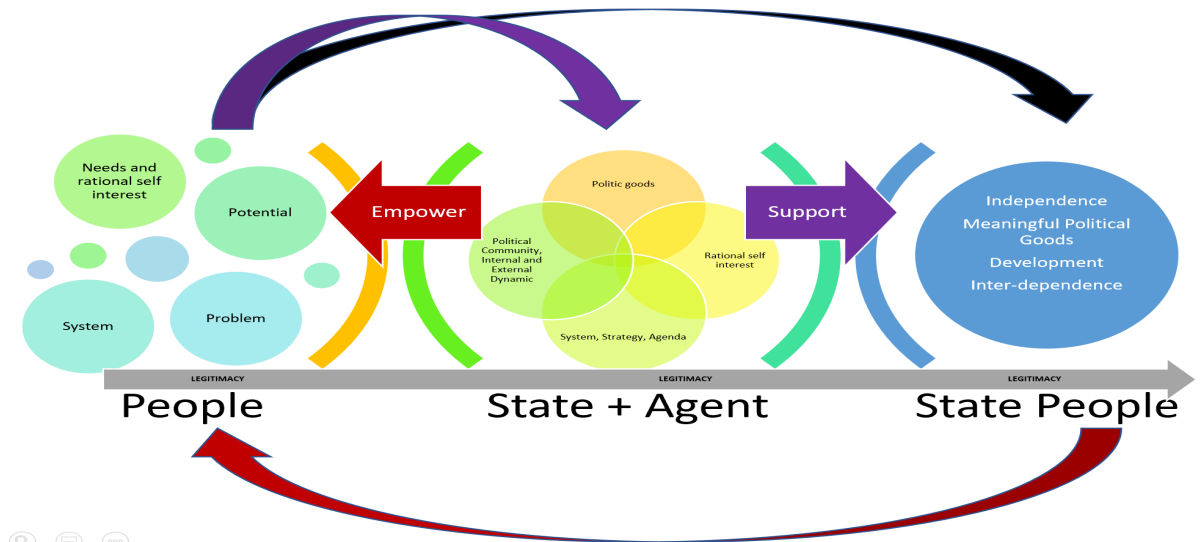 Needs and
rational self
interest
Potential
System
Problem
Empower
Politic goods
Political
Community,
Internal and
External
Dynamic
Rational self
interest
System, Strategy, Agenda
Support
Independence
Meaningful Political
Goods
Development
Inter-dependence
LEGITIMACY
LEGITIMACY
LEGITIMACY
People
State + Agent
State People